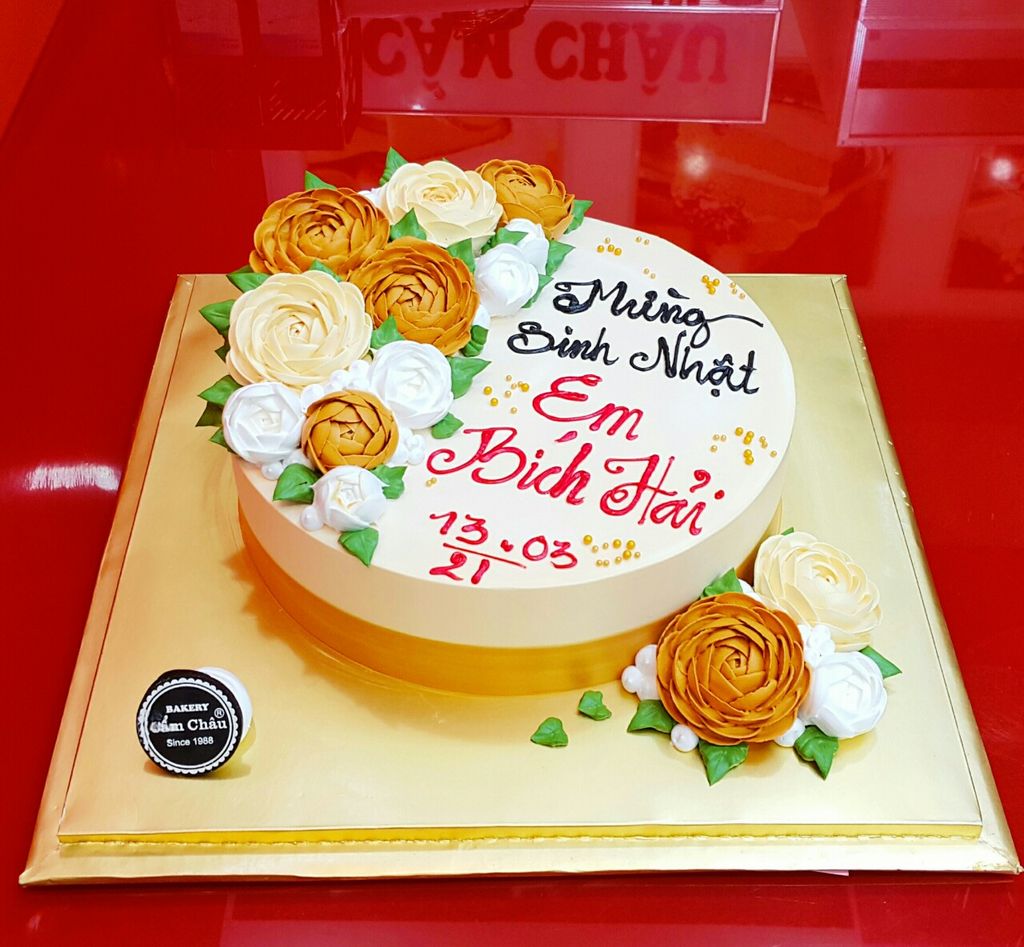 CẨM CHÂU
Mừng
Sinh Nhật
Em
Bích Hải
13.03
21
BAKERY
Cẩm Châu ®
Since 1988